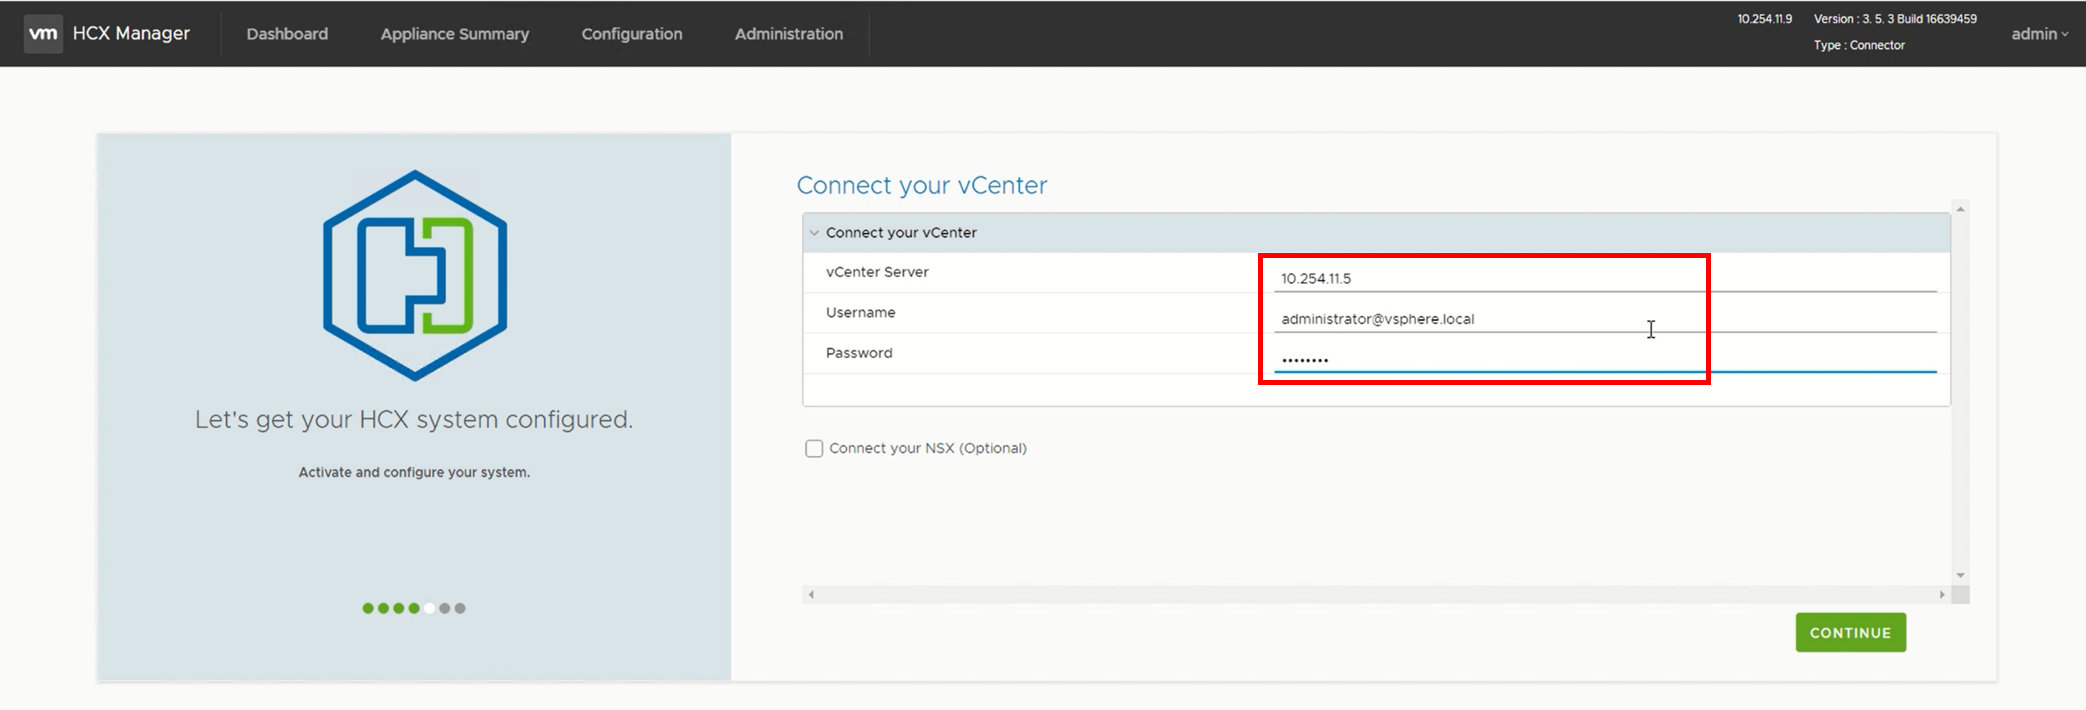 vm HCX Manager Dashboard Appliance Summary Configuration Administration 10.254.11.9 Version : 3. 5. 3 Build 16639459
Type : Connector
admin
Connect your vCenter
Connect your vCenter
vCenter Server 10.254.11.5
Username administrator@vsphere.local
Password ••••••••
Connect your NSX (Optional)
Let's get your HCX system configured.
Activate and configure your system.
CONTINUE